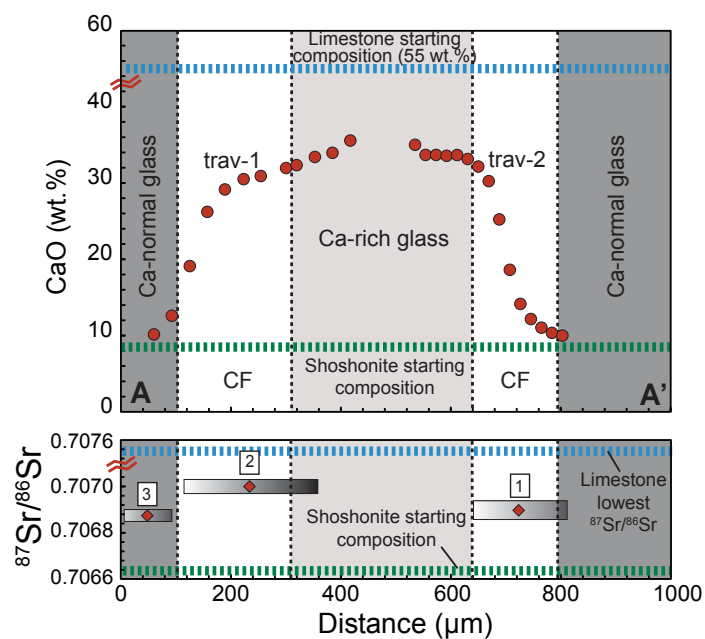 60
Limestone starting
composition (55 wt.%)
40
trav-1
trav-2
30
CaO (wt.%)
Ca-normal glass
Ca-rich glass
Ca-normal glass
20
10
Shoshonite starting
composition
CF
CF
A
A’
0
0.7076
2
1
3
Limestone
lowest
⁸⁷Sr/⁸⁶Sr
0.7070
⁸⁷Sr/⁸⁶Sr
Shoshonite starting
composition
0.7068
0.7066
0 200 400 600 800 1000
Distance (µm)